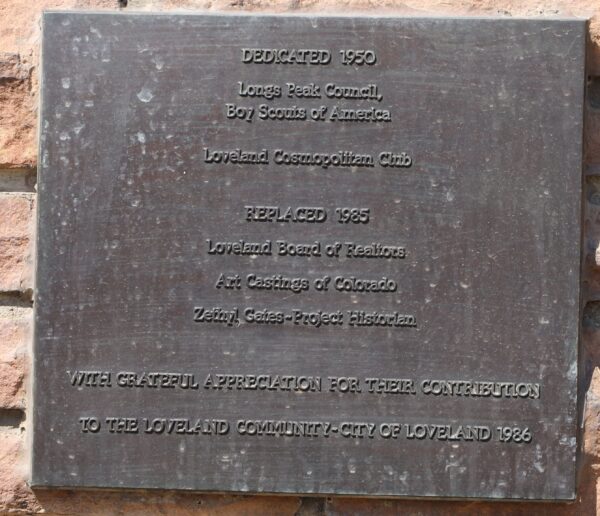 DEDICATED 1950
Longs Peak Council,
Boy Scouts of America
Loveland Cosmopolitan Club
REPLACED 1985
Loveland Board of Realtors
Art Castings of Colorado
Zethyl Gates-Project Historian
WITH GRATEFUL APPRECIATION FOR THEIR CONTRIBUTION
TO THE LOVELAND COMMUNITY-CITY OF LOVELAND 1986